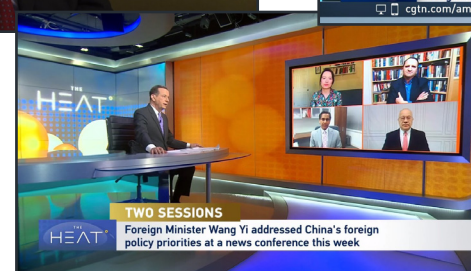 cgtn.com/am
THE
HEAT
TWO SESSIONS
THE
HEAT
Foreign Minister Wang Yi addressed China's foreign
policy priorities at a news conference this week